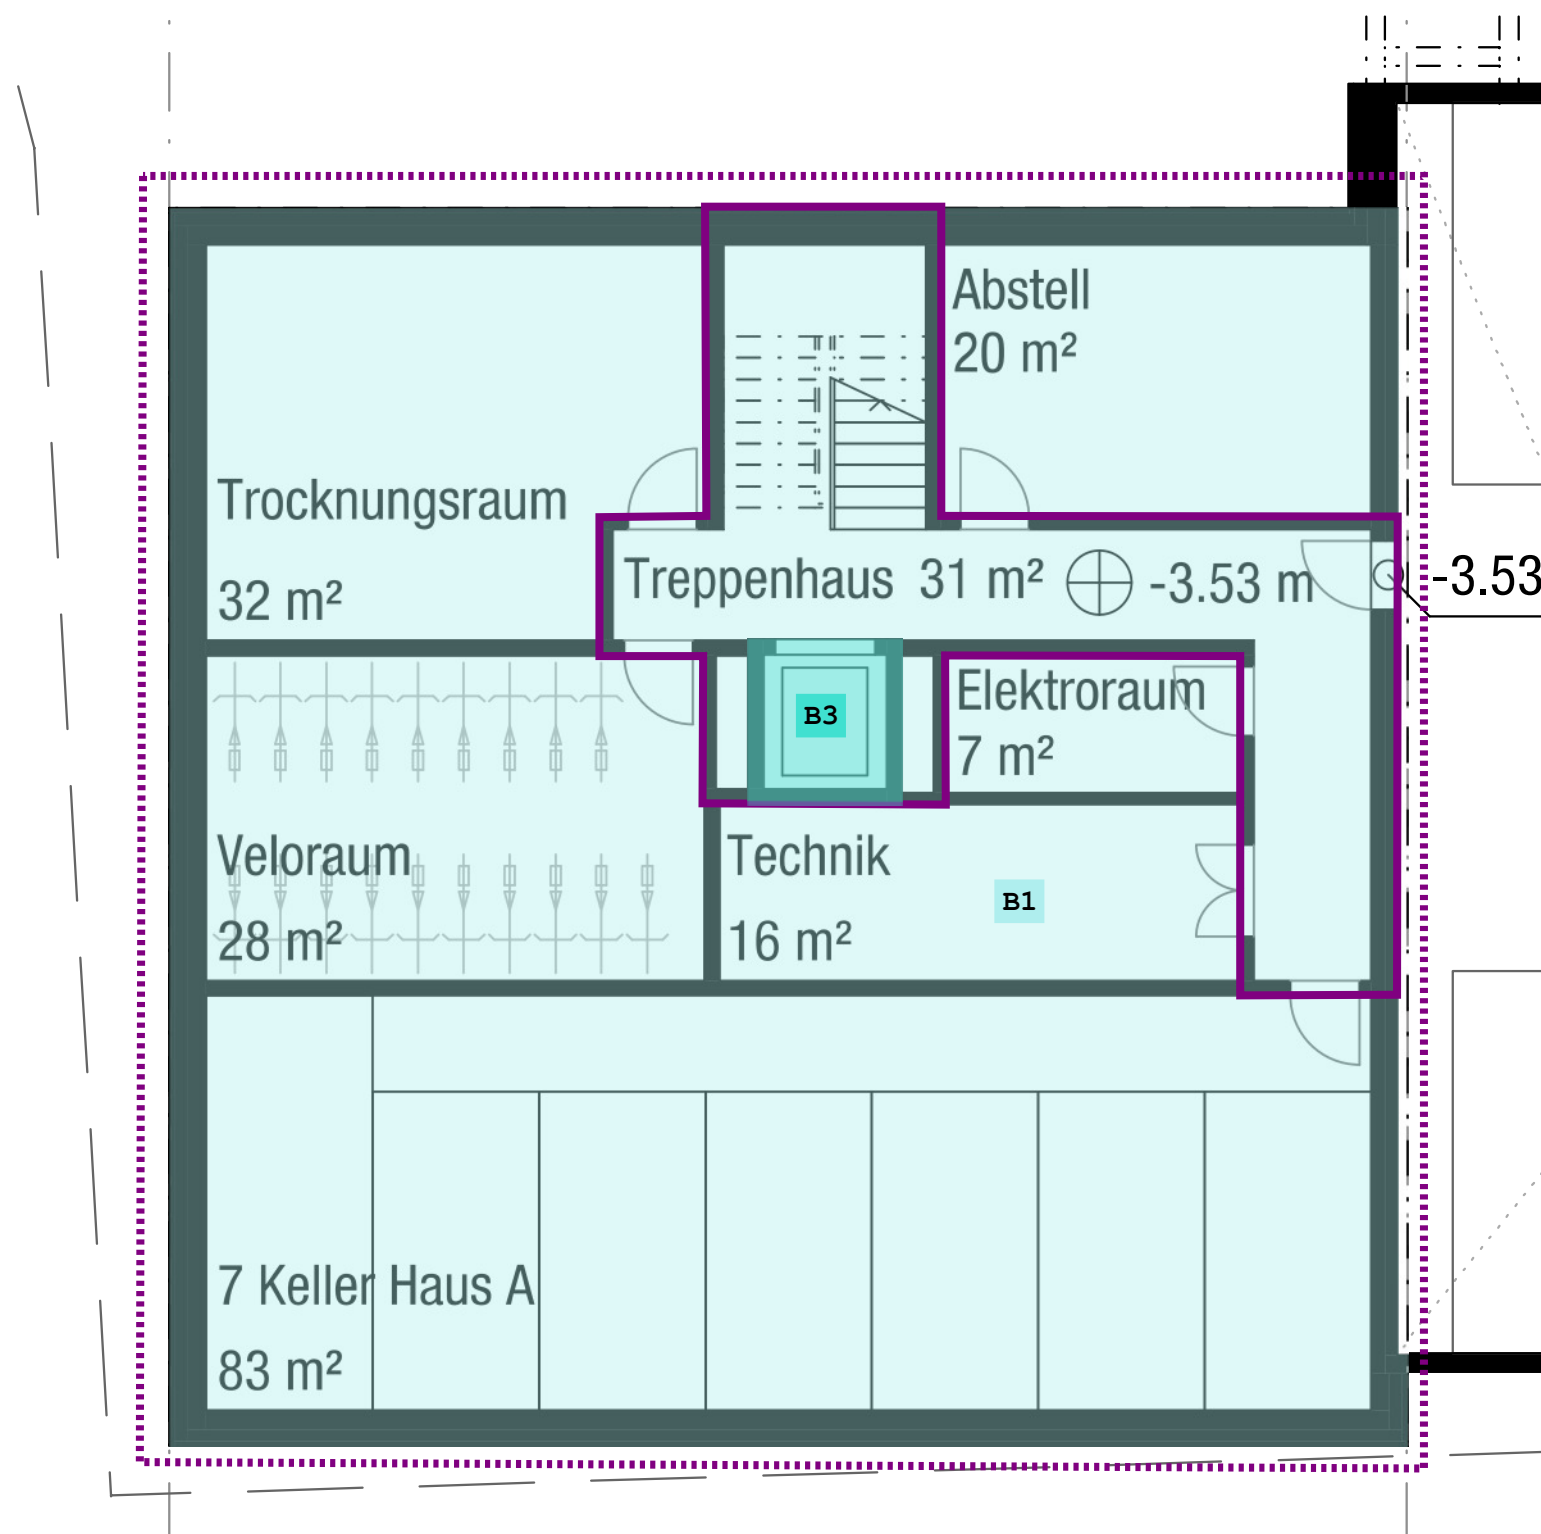 Abstell
20 m²
Trocknungsraum
32 m²
Treppenhaus 31 m²
-3.53 m
-3.53
B3
Elektroraum
7 m²
Veloraum
28 m²
Technik
16 m²
B1
7 Keller Haus A
83 m²